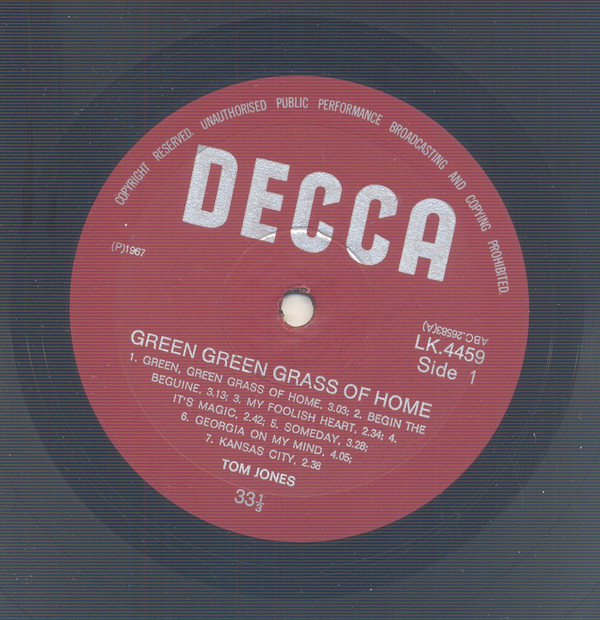 COPYRIGHT RESERVED. UNAUTHORISED PUBLIC PERFORMANCE BROADCASTING AND COPYING PROHIBITED.
DECCA
(P)1967
ABC.26583(A)
LK.4459
Side 1
GREEN GREEN GRASS OF HOME
1. GREEN, GREEN GRASS OF HOME, 3.03; 2. BEGIN THE
BEGUINE, 3.13; 3. MY FOOLISH HEART, 2.34; 4.
IT'S MAGIC, 2.42; 5. SOMEDAY, 3.28;
6. GEORGIA ON MY MIND. 4.05;
7. KANSAS CITY, 2.38
TOM JONES
33⅓